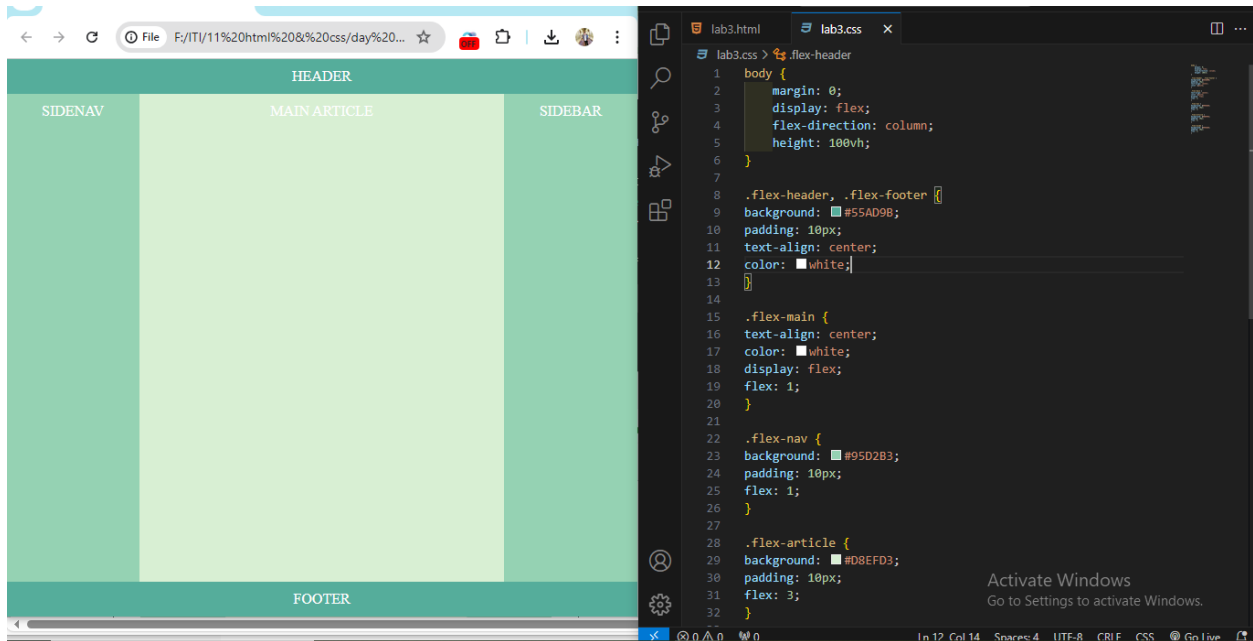 File F:/ITI/11%20html%20&%20css/day%20...
OFF
HEADER
SIDENAV MAIN ARTICLE SIDEBAR
FOOTER
lab3.html lab3.css
lab3.css > .flex-header
1 body {
2 margin: 0;
3 display: flex;
4 flex-direction: column;
5 height: 100vh;
6 }
7
8 .flex-header, .flex-footer {
9 background: #55AD9B;
10 padding: 10px;
11 text-align: center;
12 color: white;
13 }
14
15 .flex-main {
16 text-align: center;
17 color: white;
18 display: flex;
19 flex: 1;
20 }
21
22 .flex-nav {
23 background: #95D2B3;
24 padding: 10px;
25 flex: 1;
26 }
27
28 .flex-article {
29 background: #D8EFD3;
30 padding: 10px;
31 flex: 3;
32 }
Activate Windows
Go to Settings to activate Windows.
0 0 0 Ln 12, Col 14 Spaces: 4 UTF-8 CRLF CSS Go Live